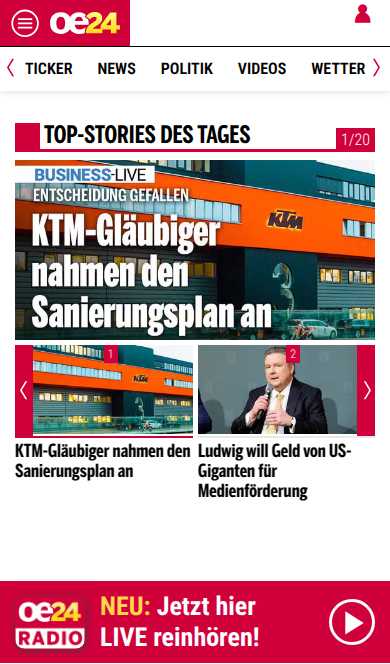 oe24
TICKER NEWS POLITIK VIDEOS WETTER
TOP-STORIES DES TAGES
1/20
BUSINESS-LIVE
ENTSCHEIDUNG GEFALLEN
KTM-Gläubiger
nahmen den
Sanierungsplan an
KTM
1
2
KTM
KTM-Gläubiger nahmen den
Sanierungsplan an
Ludwig will Geld von US-
Giganten für
Medienförderung
oe24
RADIO
NEU: Jetzt hier
LIVE reinhören!